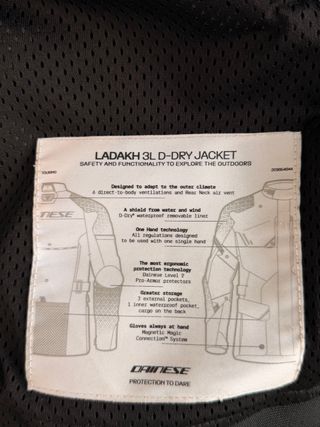 LADAKH 3L D-DRY JACKET
SAFETY AND FUNCTIONALITY TO EXPLORE THE OUTDOORS
TOURING
Designed to adapt to the outer climate
6 direct-to-body ventilations and Rear Neck air vent
A shield from water and wind
D-Dry® waterproof removable liner
One Hand technology
All regulations designed
to be used with one single hand
DAINESE
The most ergonomic
protection technology
Dainese Level 2
Pro-Armor protectors
Greater storage
3 external pockets,
1 inner waterproof pocket,
cargo on the back
Gloves always at hand
Magnetic Magic
Connection™ System
DAINESE
PROTECTION TO DARE